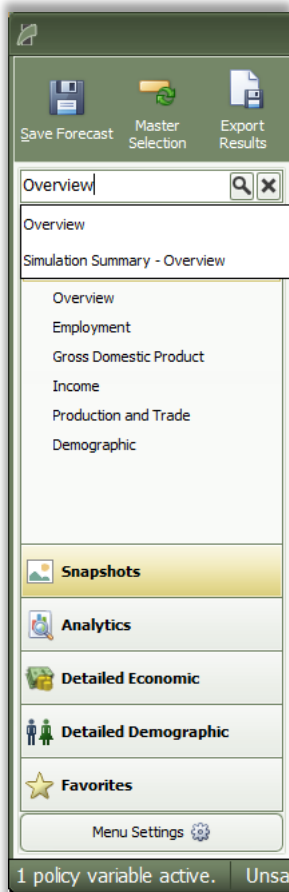 Save Forecast
Master
Selection
Export
Results
Overview
Overview
Simulation Summary - Overview
Overview
Employment
Gross Domestic Product
Income
Production and Trade
Demographic
Snapshots
Analytics
Detailed Economic
Detailed Demographic
Favorites
Menu Settings
1 policy variable active. Unsa